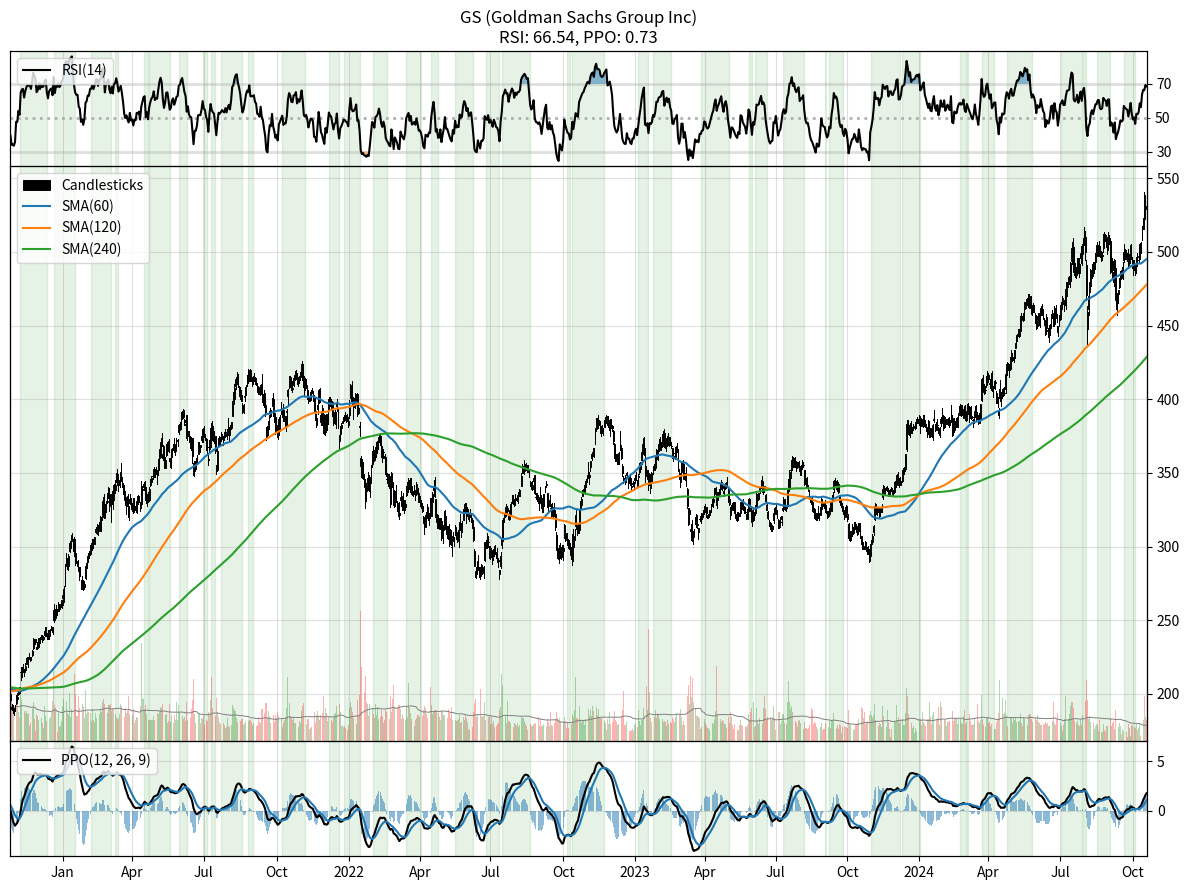 GS (Goldman Sachs Group Inc)
RSI: 66.54, PPO: 0.73
RSI(14)
70
50
30
Candlesticks
SMA(60)
SMA(120)
SMA(240)
550
500
450
400
350
300
250
200
PPO(12, 26, 9)
5
0
Jan Apr Jul Oct 2022 Apr Jul Oct 2023 Apr Jul Oct 2024 Apr Jul Oct